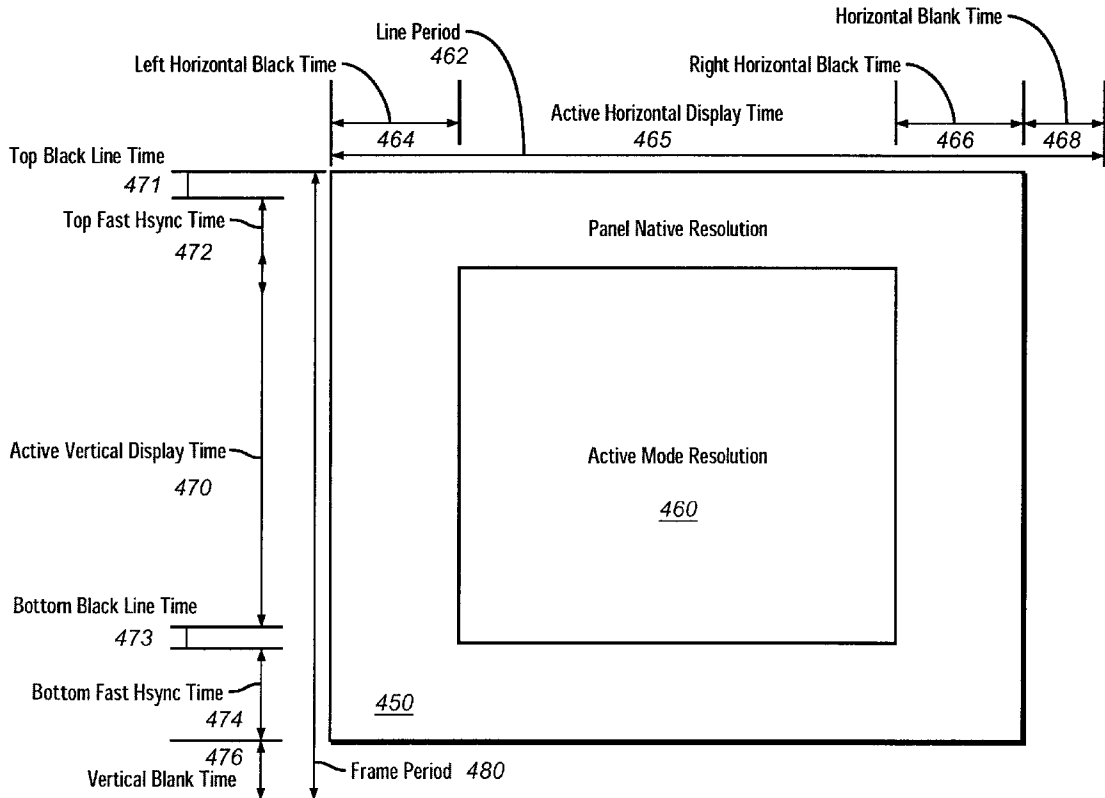 Line Period
462
Horizontal Blank Time
Left Horizontal Black Time
Right Horizontal Black Time
Active Horizontal Display Time
464
465
466
468
Top Black Line Time
471
Top Fast Hsync Time
472
Panel Native Resolution
Active Vertical Display Time
470
Active Mode Resolution
460
Bottom Black Line Time
473
Bottom Fast Hsync Time
474
450
476
Vertical Blank Time
Frame Period 480